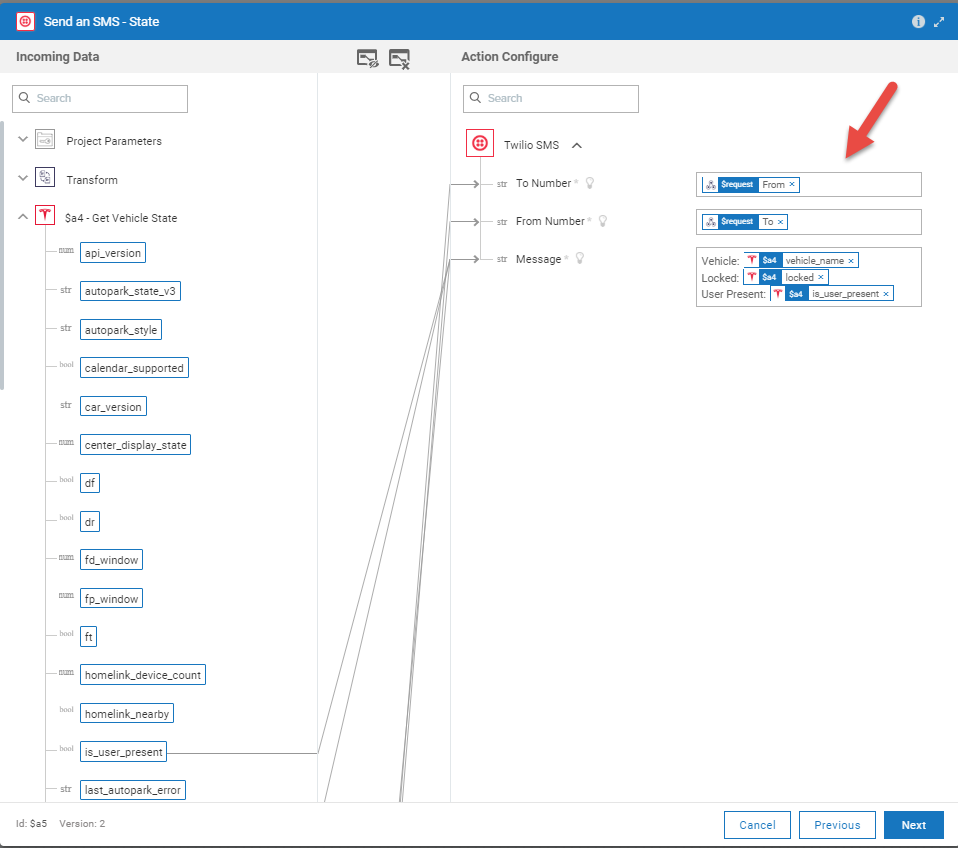 Send an SMS - State
Incoming Data
Action Configure
Search
Search
Project Parameters
Transform
$a4 - Get Vehicle State
num api_version
str autopark_state_v3
str autopark_style
bool calendar_supported
str car_version
num center_display_state
bool df
bool dr
num fd_window
num fp_window
bool ft
num homelink_device_count
bool homelink_nearby
bool is_user_present
str last_autopark_error
Twilio SMS
str To Number* $request From ×
str From Number* $request To ×
str Message*
Vehicle: $a4 vehicle_name ×
Locked: $a4 locked ×
User Present: $a4 is_user_present ×
Id: $a5 Version: 2
Cancel
Previous
Next